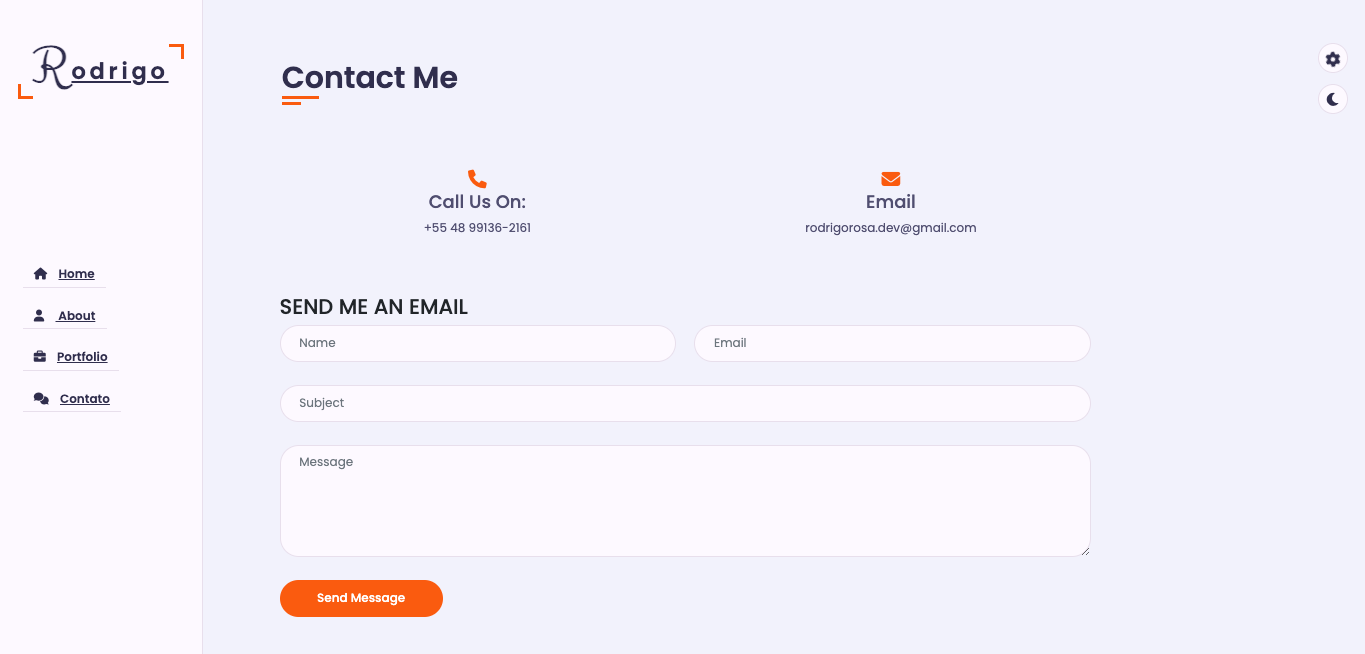 Rodrigo
Home
About
Portfolio
Contato
Contact Me
Call Us On:
+55 48 99136-2161
Email
rodrigorosa.dev@gmail.com
SEND ME AN EMAIL
Name
Email
Subject
Message
Send Message